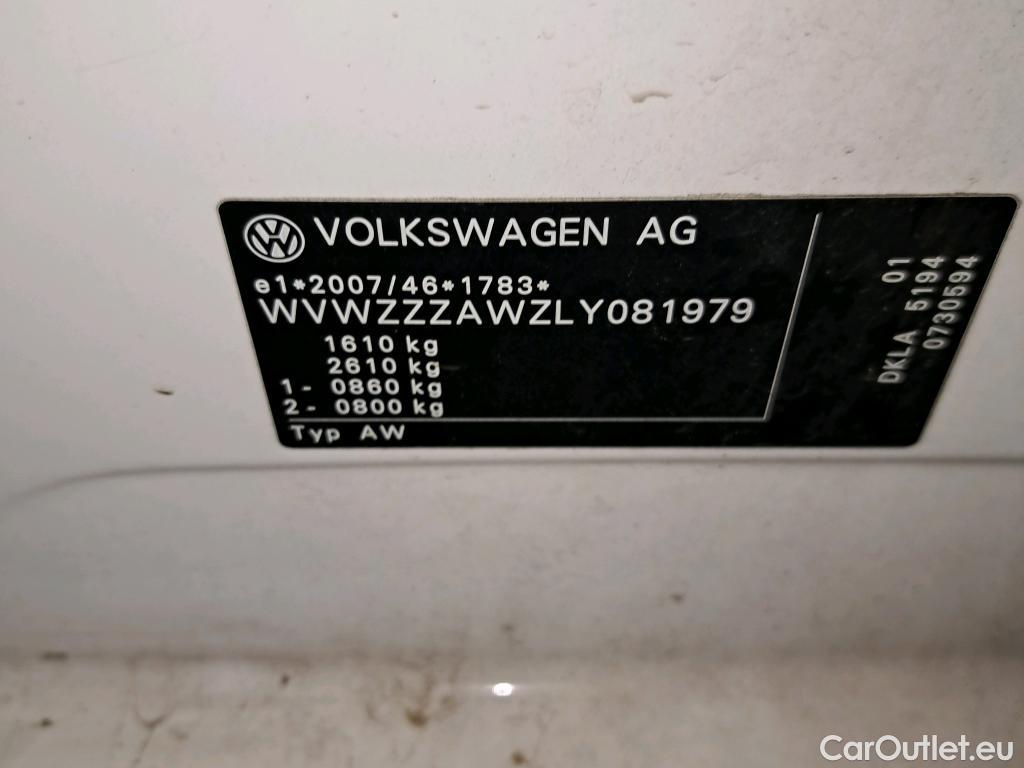 VOLKSWAGEN AG
e1*2007/46*1783*
WVWZZZAWZLY081979
1610 kg
2610 kg
1- 0860 kg
2- 0800 kg
Typ AW
01
DKLA 5194
0730594
CarOutlet.eu